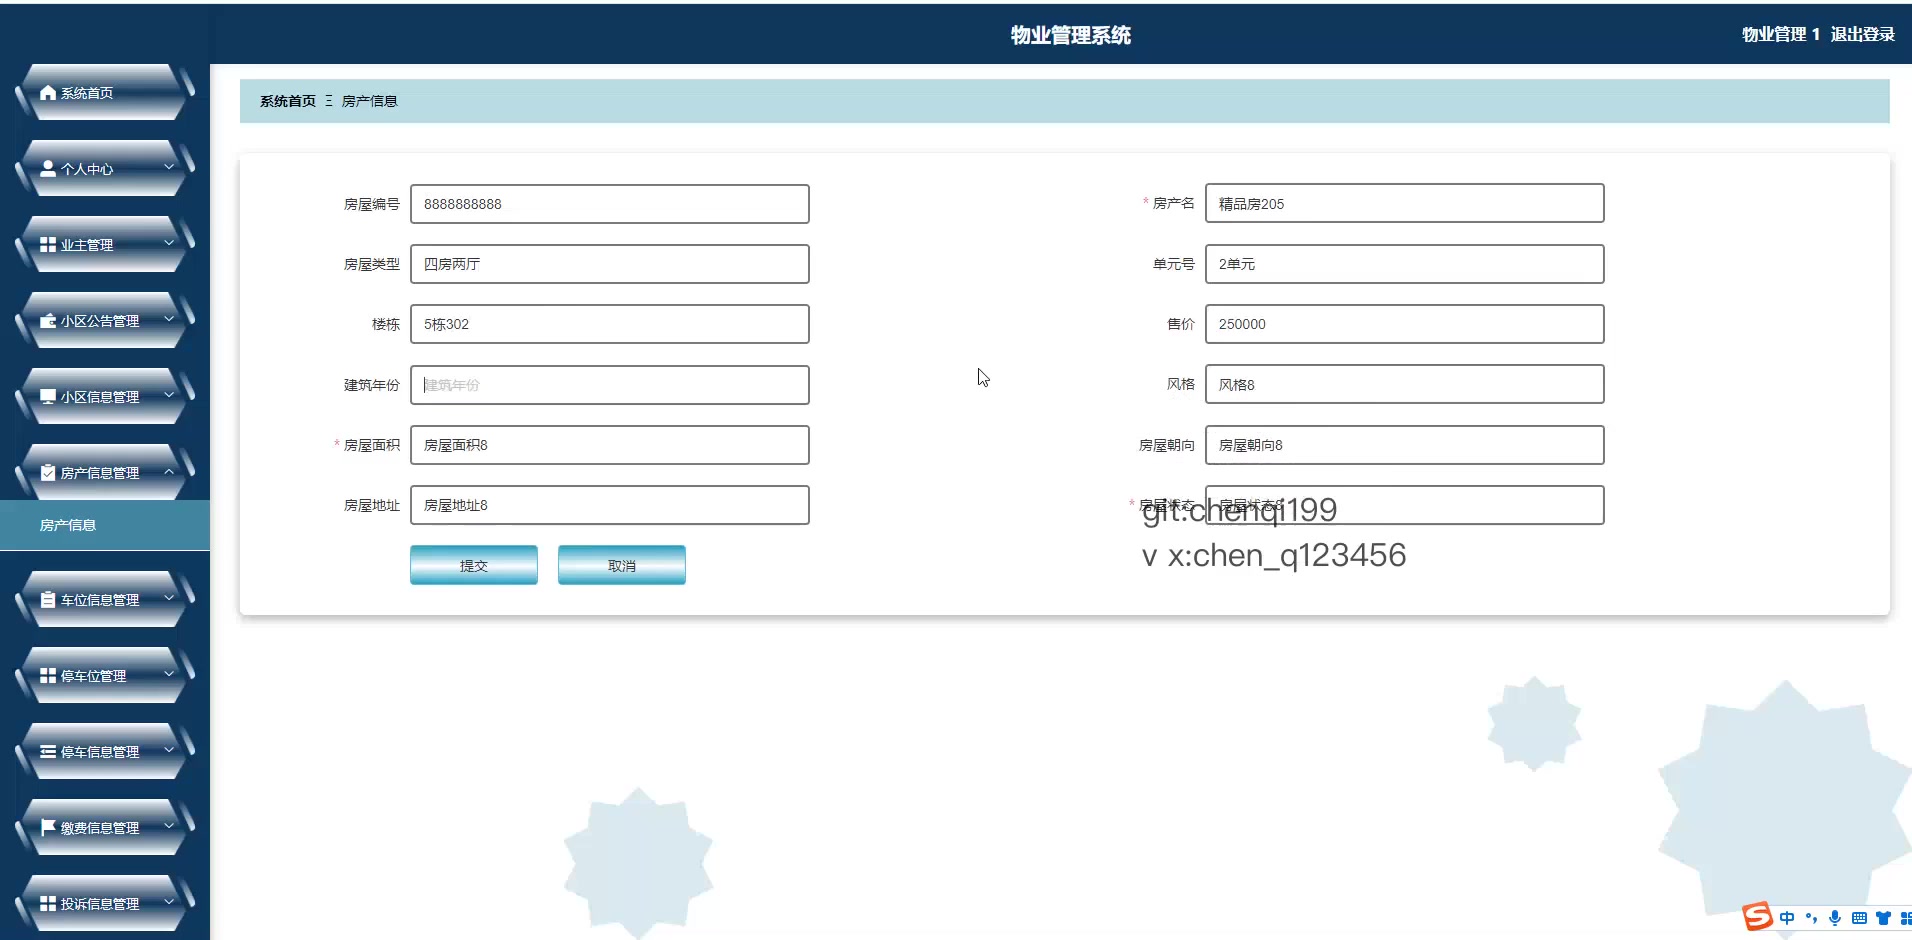 物业管理系统
物业管理 1 退出登录
系统首页
个人中心
业主管理
小区公告管理
小区信息管理
房产信息管理
房产信息
车位信息管理
停车位管理
停车信息管理
缴费信息管理
投诉信息管理
系统首页 Ξ 房产信息
房屋编号 8888888888
* 房产名 精品房205
房屋类型 四房两厅
单元号 2单元
楼栋 5栋302
售价 250000
建筑年份 建筑年份
风格 风格8
* 房屋面积 房屋面积8
房屋朝向 房屋朝向8
房屋地址 房屋地址8
* 房屋状态 房屋状态8
git:chenqi199
v x:chen_q123456
提交 取消
S 中